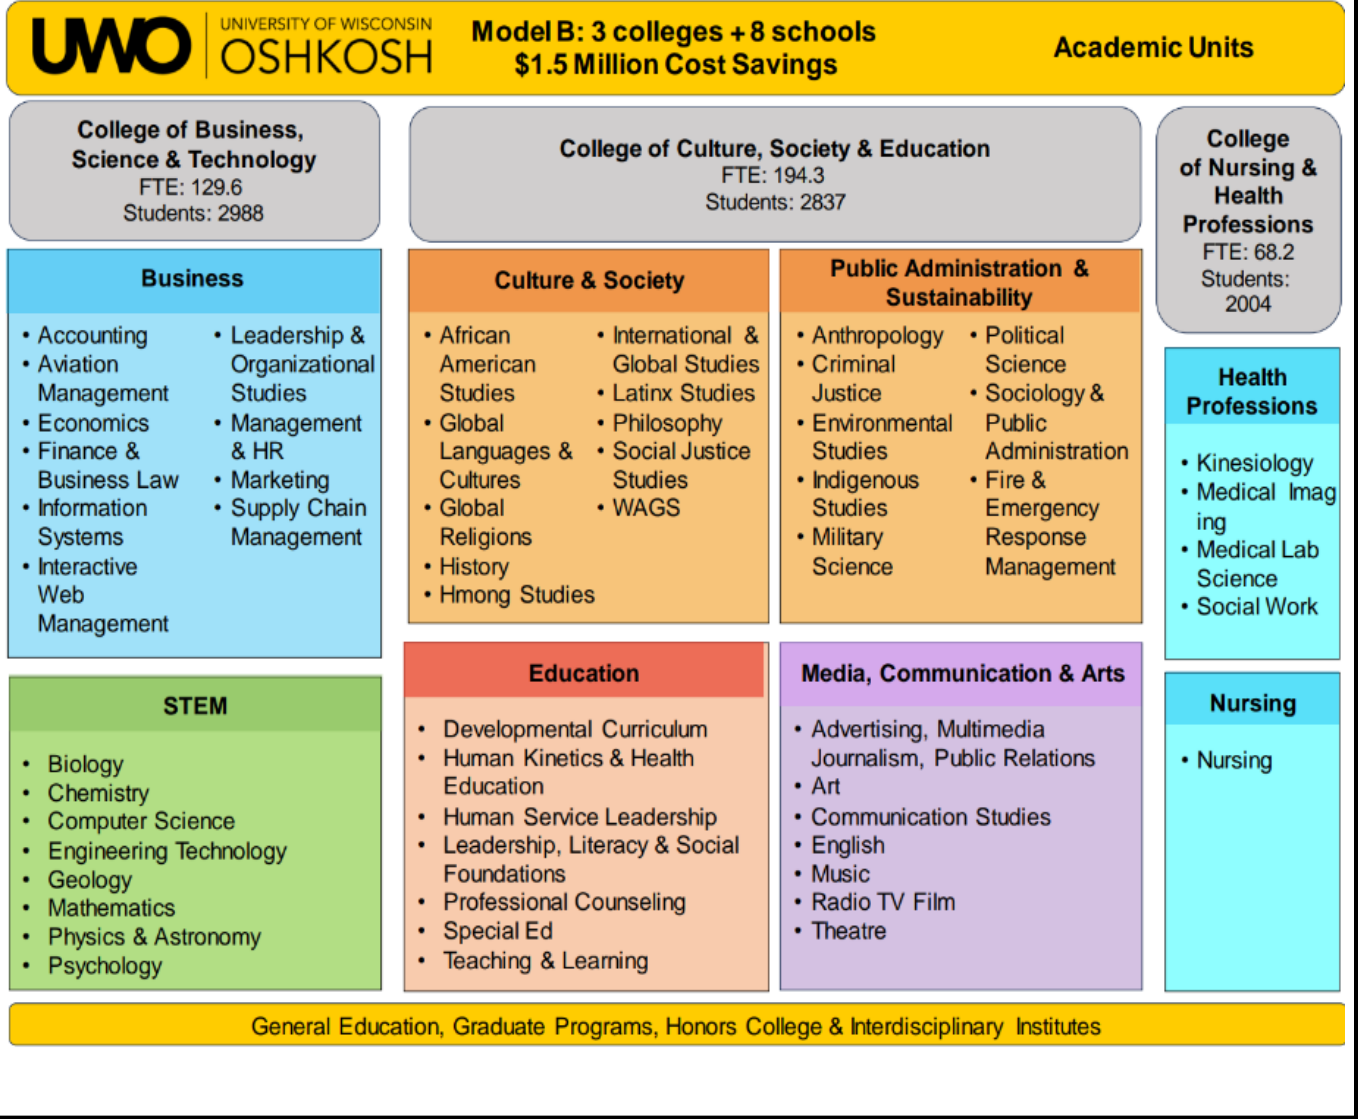 UWO
UNIVERSITY OF WISCONSIN
OSHKOSH
Model B: 3 colleges + 8 schools
$1.5 Million Cost Savings
Academic Units
College of Business,
Science & Technology
FTE: 129.6
Students: 2988
College of Culture, Society & Education
FTE: 194.3
Students: 2837
College
of Nursing &
Health
Professions
FTE: 68.2
Students:
2004
Business
• Accounting
• Aviation
Management
• Economics
• Finance &
Business Law
• Information
Systems
• Interactive
Web
Management
• Leadership &
Organizational
Studies
• Management
& HR
• Marketing
• Supply Chain
Management
Culture & Society
• African
American
Studies
• Global
Languages &
Cultures
• Global
Religions
• History
• Hmong Studies
• International &
Global Studies
• Latinx Studies
• Philosophy
• Social Justice
Studies
• WAGS
Public Administration &
Sustainability
• Anthropology
• Criminal
Justice
• Environmental
Studies
• Indigenous
Studies
• Military
Science
• Political
Science
• Sociology &
Public
Administration
• Fire &
Emergency
Response
Management
Health
Professions
• Kinesiology
• Medical Imag
ing
• Medical Lab
Science
• Social Work
STEM
• Biology
• Chemistry
• Computer Science
• Engineering Technology
• Geology
• Mathematics
• Physics & Astronomy
• Psychology
Education
• Developmental Curriculum
• Human Kinetics & Health
Education
• Human Service Leadership
• Leadership, Literacy & Social
Foundations
• Professional Counseling
• Special Ed
• Teaching & Learning
Media, Communication & Arts
• Advertising, Multimedia
Journalism, Public Relations
• Art
• Communication Studies
• English
• Music
• Radio TV Film
• Theatre
Nursing
• Nursing
General Education, Graduate Programs, Honors College & Interdisciplinary Institutes